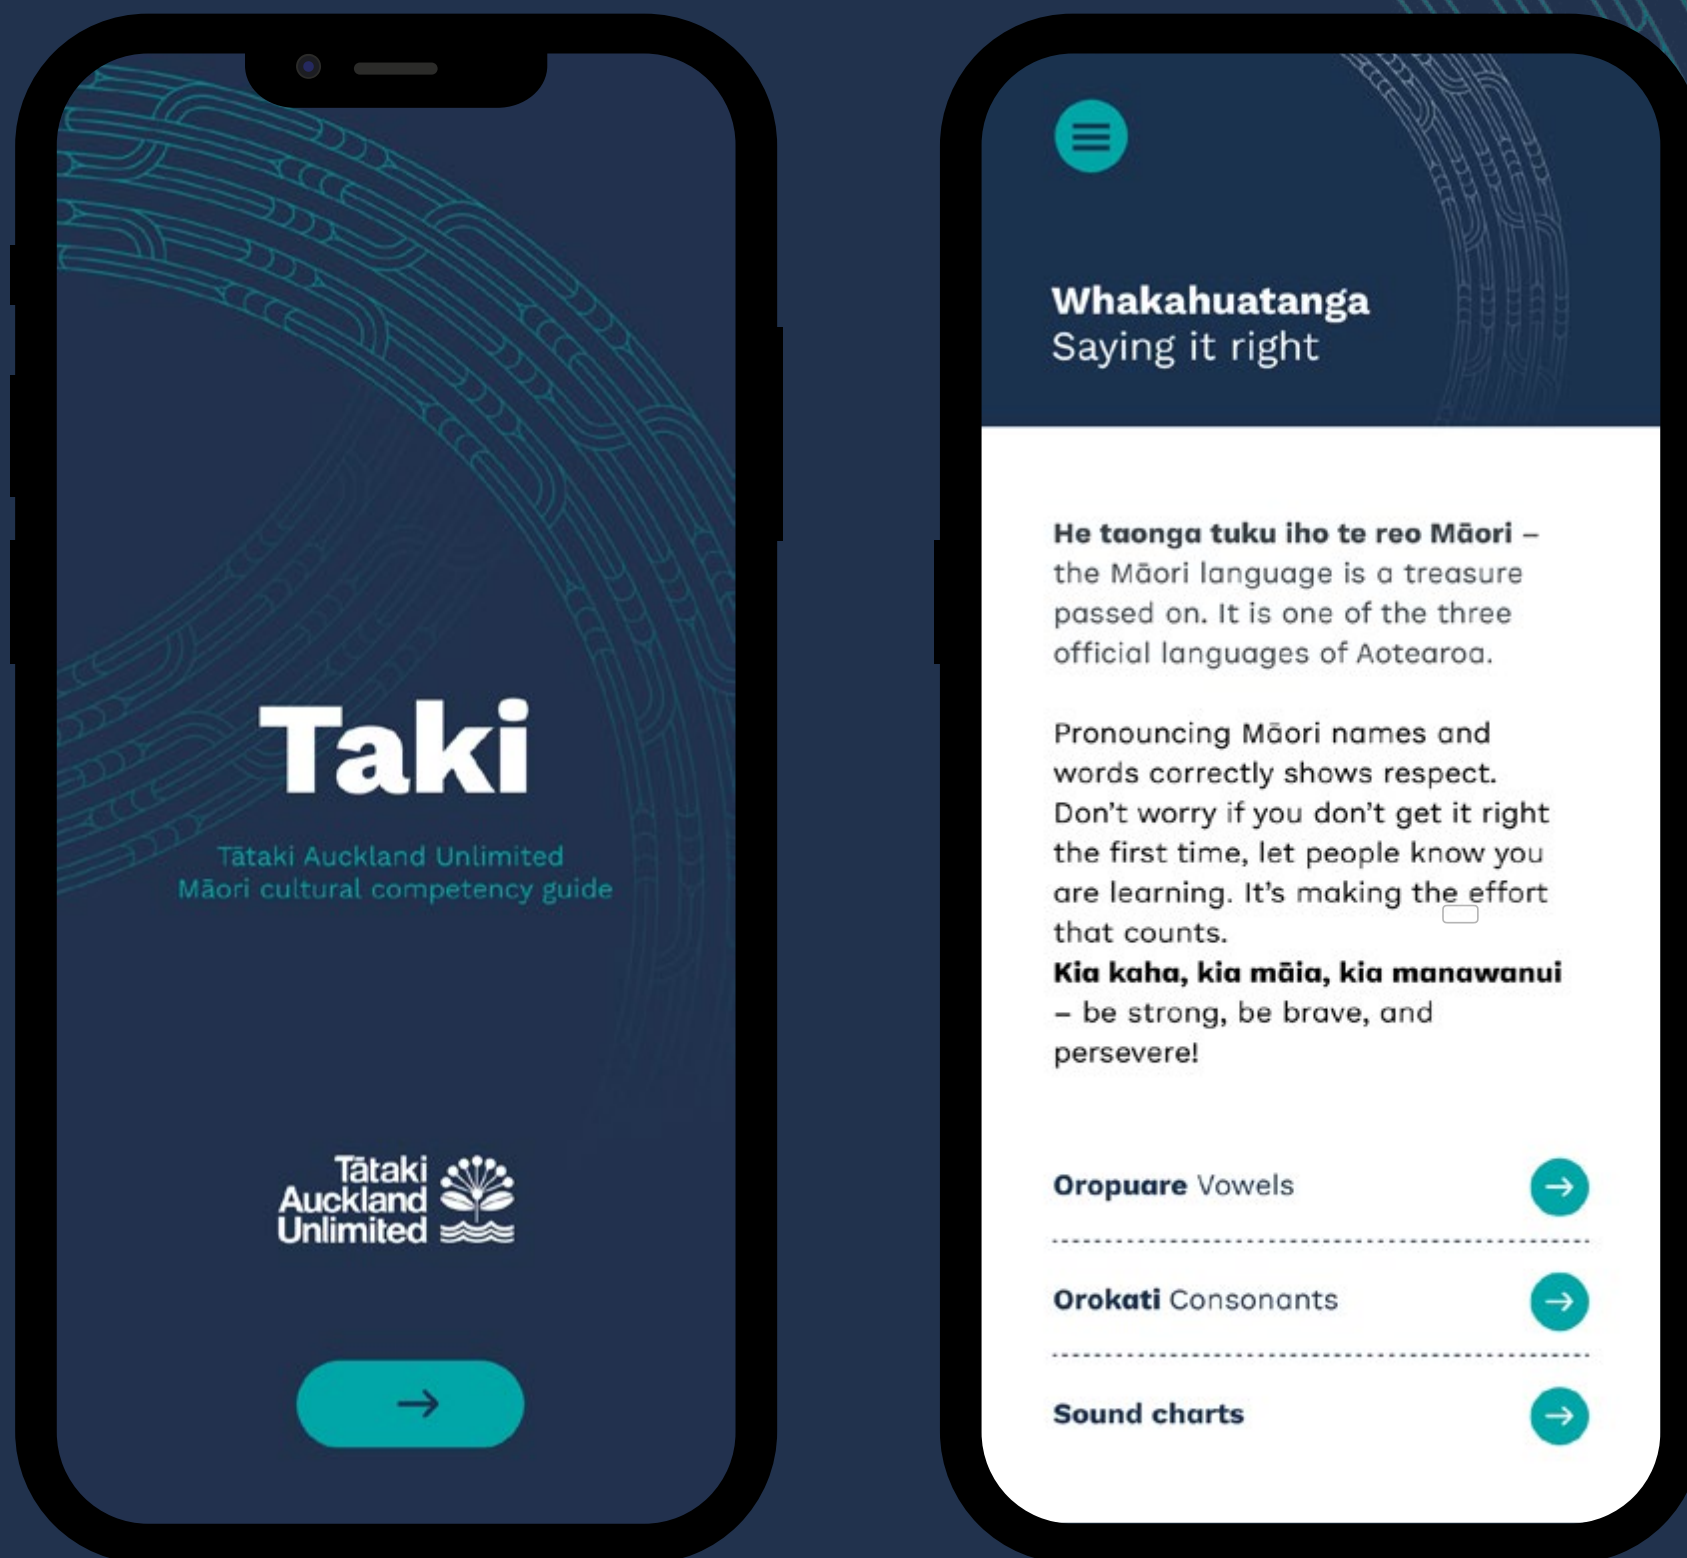 Taki
Tātaki Auckland Unlimited
Māori cultural competency guide
Tātaki
Auckland
Unlimited
Whakahuatanga
Saying it right
He taonga tuku iho te reo Māori –
the Māori language is a treasure
passed on. It is one of the three
official languages of Aotearoa.
Pronouncing Māori names and
words correctly shows respect.
Don't worry if you don't get it right
the first time, let people know you
are learning. It's making the effort
that counts.
Kia kaha, kia māia, kia manawanui
– be strong, be brave, and
persevere!
Oropuare Vowels
Orokati Consonants
Sound charts